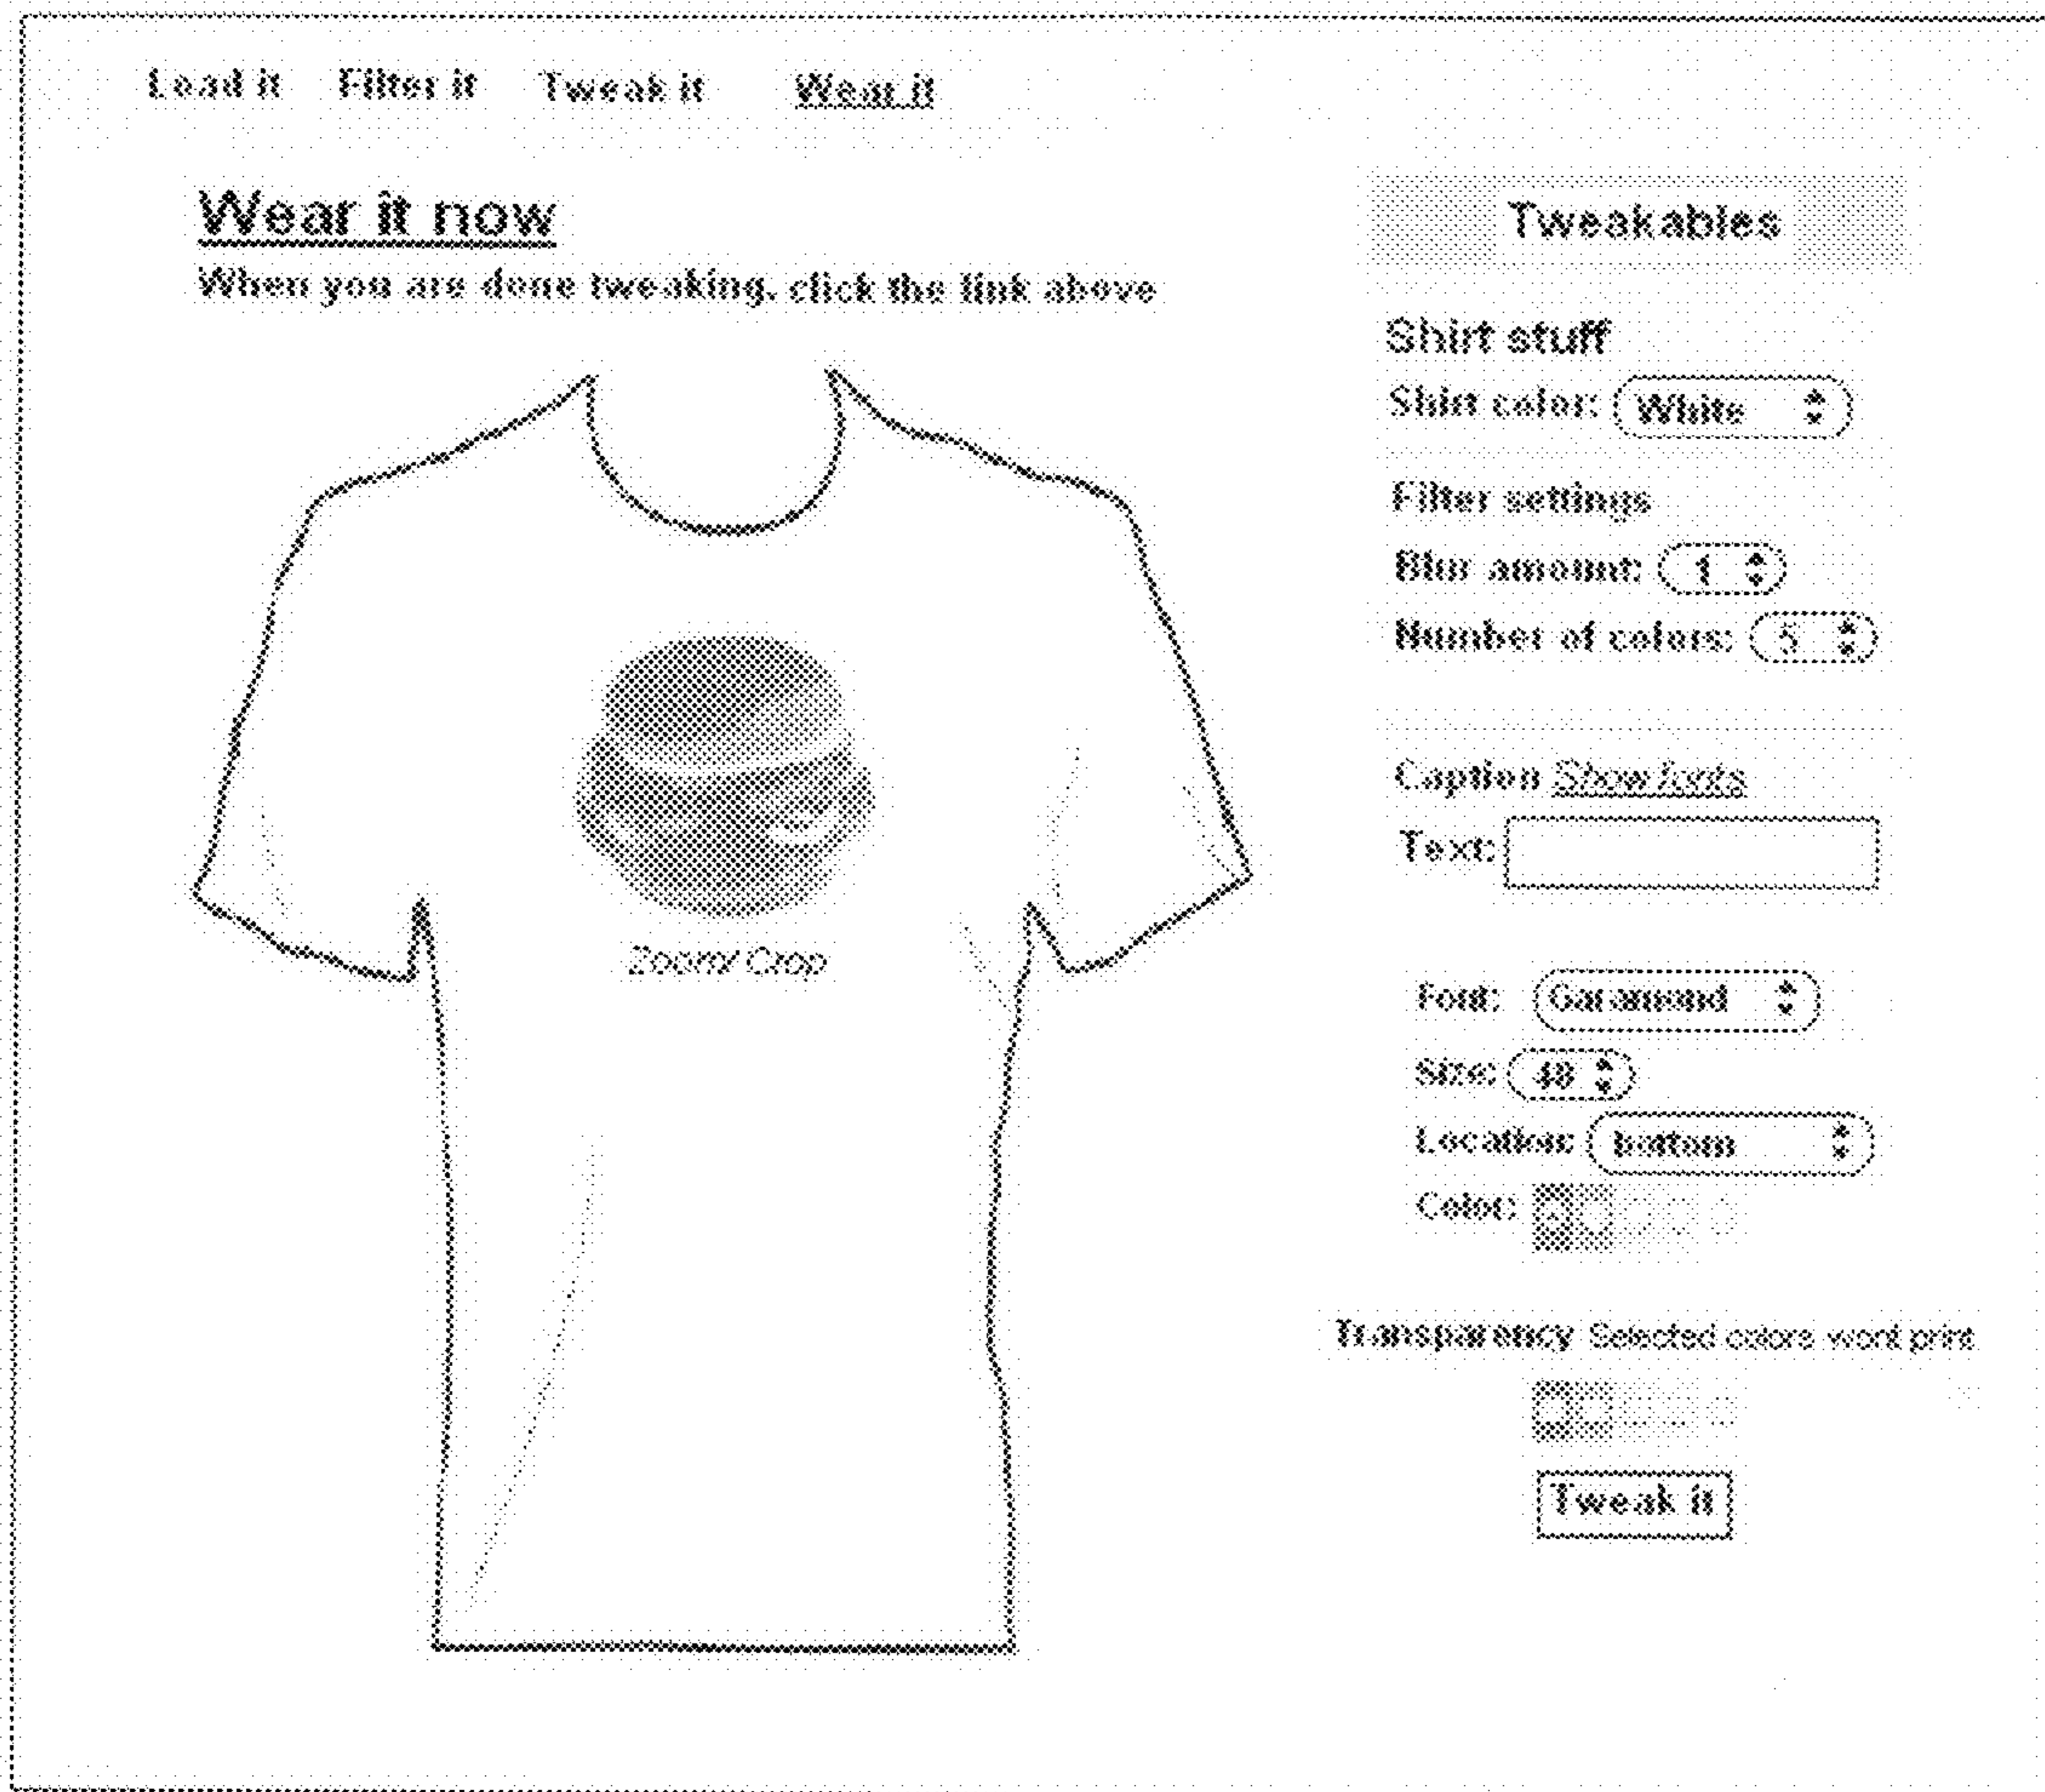 Load it Filter it Tweak it Wear it
Wear it now
When you are done tweaking, click the link above
Tweakables
Shirt stuff
Shirt color: White
Filter settings
Blur amount: 1
Number of colors: 5
Caption Show fonts
Text:
Zoomy Crop
Font: Garamond
Size: 48
Location: bottom
Color:
Transparency Selected colors wont print
Tweak it